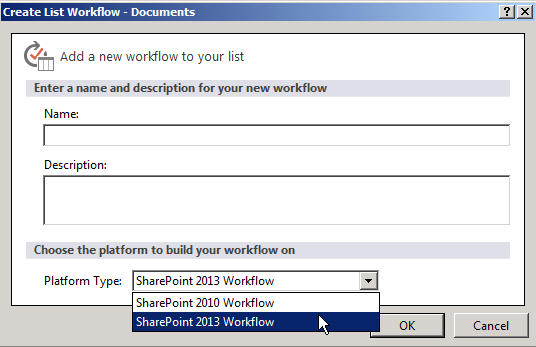 Create List Workflow - Documents
Add a new workflow to your list
Enter a name and description for your new workflow
Name:
Description:
Choose the platform to build your workflow on
Platform Type: SharePoint 2013 Workflow
SharePoint 2010 Workflow
SharePoint 2013 Workflow
OK Cancel